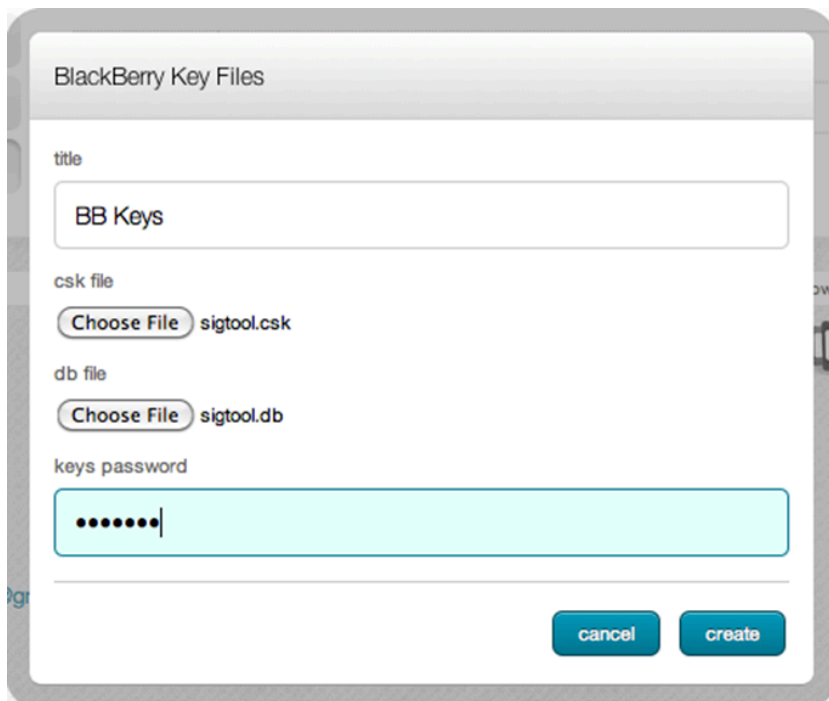 BlackBerry Key Files
title
BB Keys
csk file
Choose File sigtool.csk
db file
Choose File sigtool.db
keys password
•••••••
cancel create